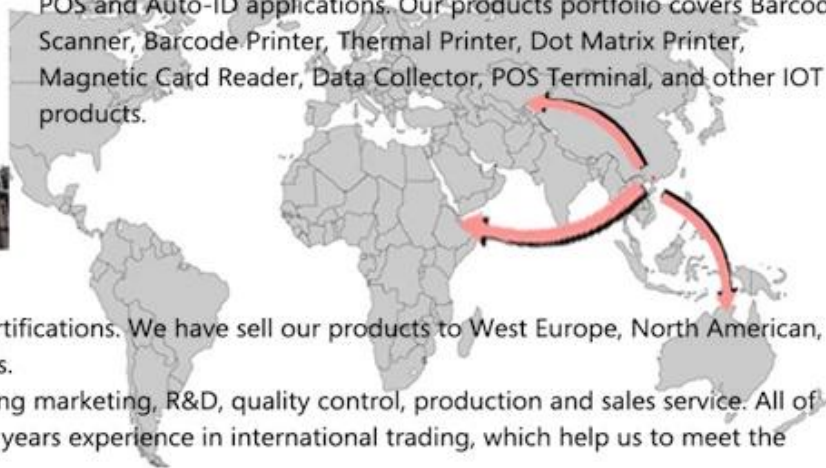 POS and Auto-ID applications. Our products portfolio covers Barcod
Scanner, Barcode Printer, Thermal Printer, Dot Matrix Printer,
Magnetic Card Reader, Data Collector, POS Terminal, and other IOT
products.
rtifications. We have sell our products to West Europe, North American,
s.
ng marketing, R&D, quality control, production and sales service. All of
years experience in international trading, which help us to meet the